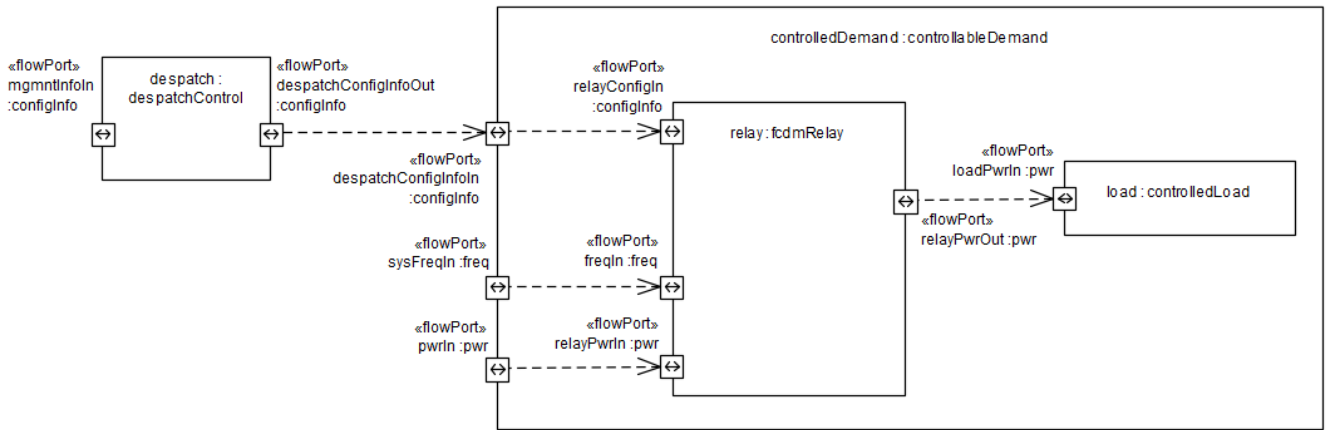 controlledDemand : controllableDemand
«flowPort»
mgmntInfoIn
:configInfo
despatch :
despatchControl
«flowPort»
despatchConfigInfoOut
:configInfo
«flowPort»
relayConfigIn
:configInfo
relay : fcdmRelay
«flowPort»
despatchConfigInfoIn
:configInfo
«flowPort»
loadPwrIn :pwr
load : controlledLoad
«flowPort»
relayPwrOut :pwr
«flowPort»
sysFreqIn :freq
«flowPort»
freqIn :freq
«flowPort»
pwrIn :pwr
«flowPort»
relayPwrIn :pwr